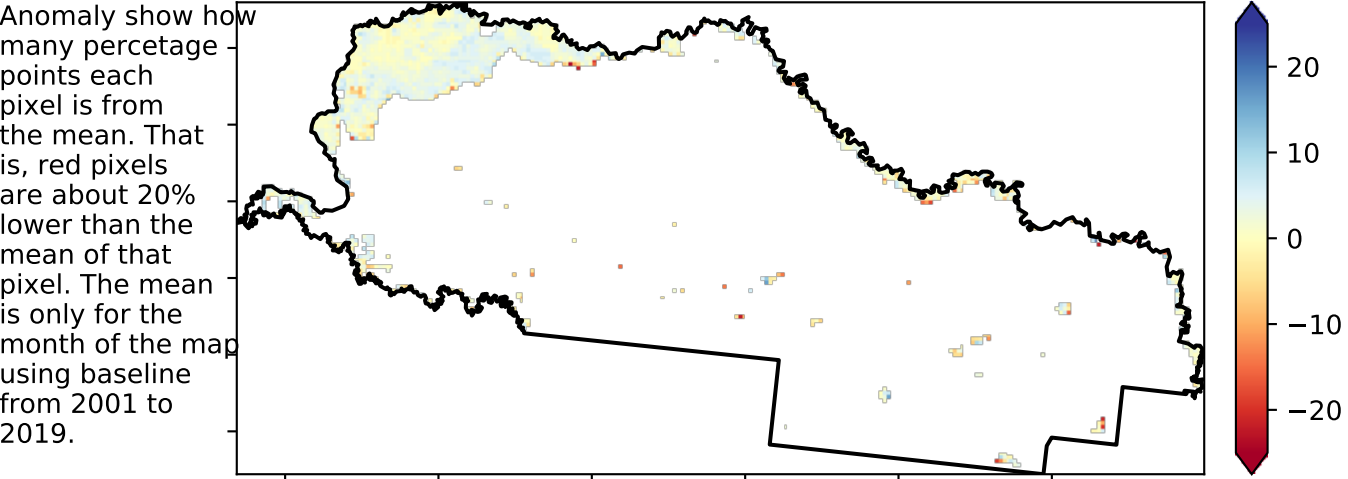 Anomaly show how
many percetage
points each
pixel is from
the mean. That
is, red pixels
are about 20%
lower than the
mean of that
pixel. The mean
is only for the
month of the map
using baseline
from 2001 to
2019.
20
10
0
−10
−20